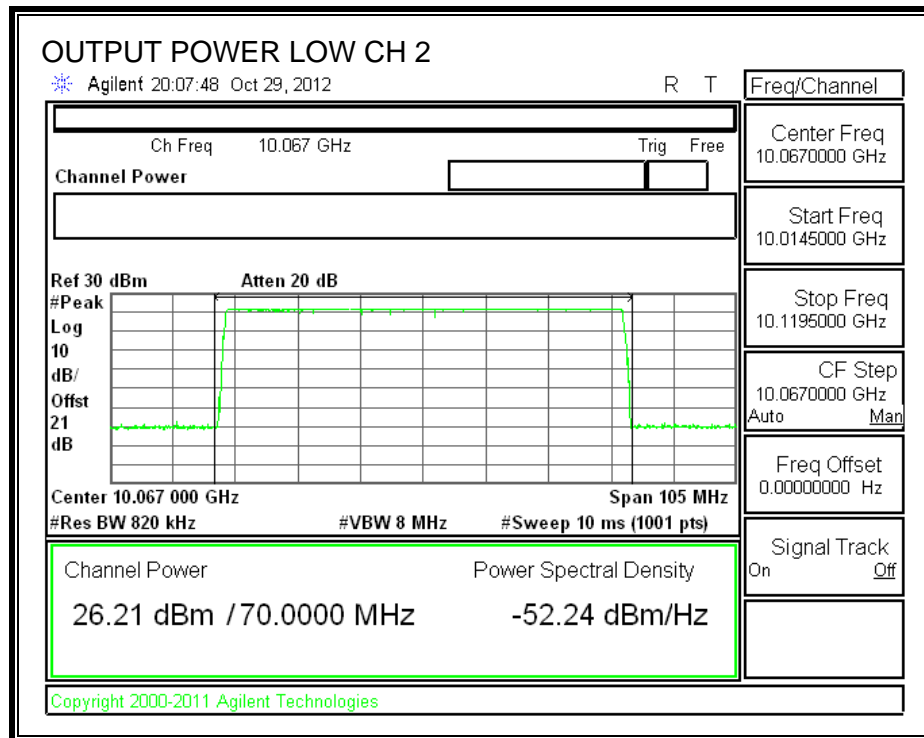 OUTPUT POWER LOW CH 2
Agilent 20:07:48 Oct 29, 2012 R T
Freq/Channel
Ch Freq 10.067 GHz Trig Free
Channel Power
Center Freq
10.0670000 GHz
Start Freq
10.0145000 GHz
Stop Freq
10.1195000 GHz
CF Step
10.0670000 GHz
Auto Man
Freq Offset
0.00000000 Hz
Signal Track
On Off
Ref 30 dBm Atten 20 dB
#Peak
Log
10
dB/
Offst
21
dB
Center 10.067 000 GHz Span 105 MHz
#Res BW 820 kHz #VBW 8 MHz #Sweep 10 ms (1001 pts)
Channel Power Power Spectral Density
26.21 dBm / 70.0000 MHz -52.24 dBm/Hz
Copyright 2000-2011 Agilent Technologies